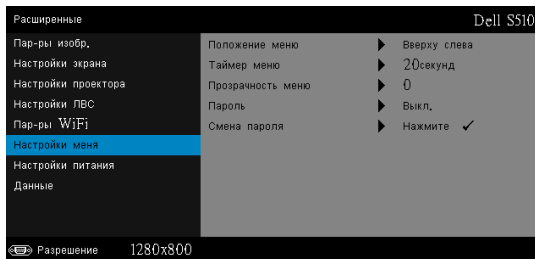 Расширенные Dell S510
Пар-ры изобр.
Настройки экрана
Настройки проектора
Настройки ЛВС
Пар-ры WiFi
Настройки меня
Настройки питания
Данные
Положение меню Вверху слева
Таймер меню 20секунд
Прозрачность меню 0
Пароль Выкл.
Смена пароля Нажмите ✓
Разрешение 1280x800